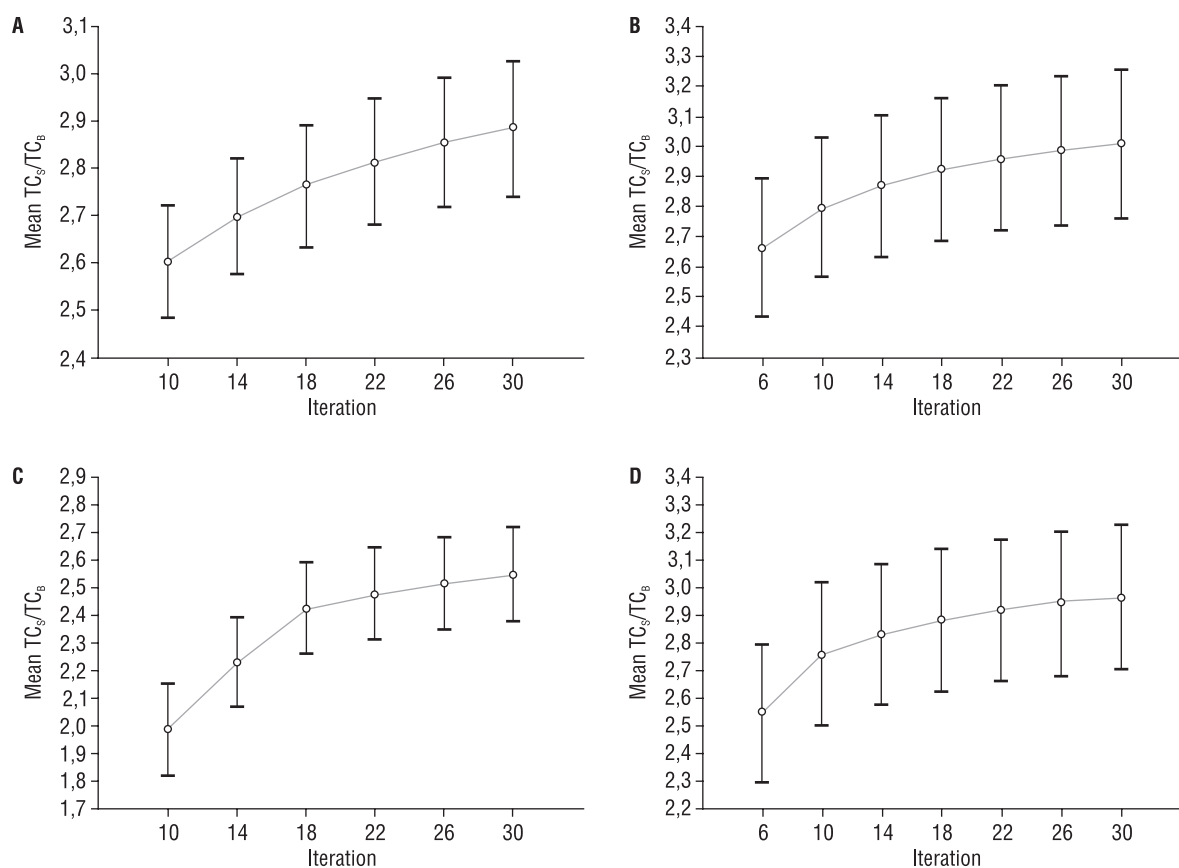 A
3,1
3,0
2,9
2,8
2,7
2,6
2,5
2,4
Mean TCS/TCB
10 14 18 22 26 30
Iteration
B
3,4
3,3
3,2
3,1
3,0
2,9
2,8
2,7
2,6
2,5
2,4
2,3
Mean TCS/TCB
6 10 14 18 22 26 30
Iteration
C
2,9
2,8
2,7
2,6
2,5
2,4
2,3
2,2
2,1
2,0
1,9
1,8
1,7
Mean TCS/TCB
10 14 18 22 26 30
Iteration
D
3,4
3,3
3,2
3,1
3,0
2,9
2,8
2,7
2,6
2,5
2,4
2,3
2,2
Mean TCS/TCB
6 10 14 18 22 26 30
Iteration